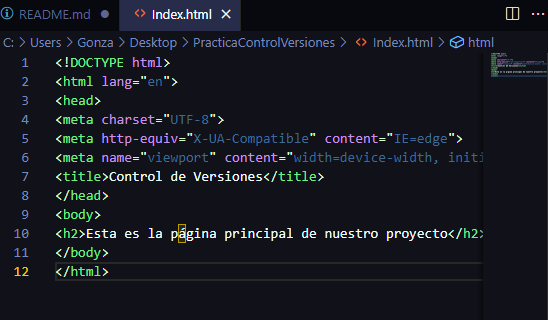 README.md Index.html
C: > Users > Gonza > Desktop > PracticaControlVersiones > Index.html > html
1 <!DOCTYPE html>
2 <html lang="en">
3 <head>
4 <meta charset="UTF-8">
5 <meta http-equiv="X-UA-Compatible" content="IE=edge">
6 <meta name="viewport" content="width=device-width, initi
7 <title>Control de Versiones</title>
8 </head>
9 <body>
10 <h2>Esta es la página principal de nuestro proyecto</h2>
11 </body>
12 </html>